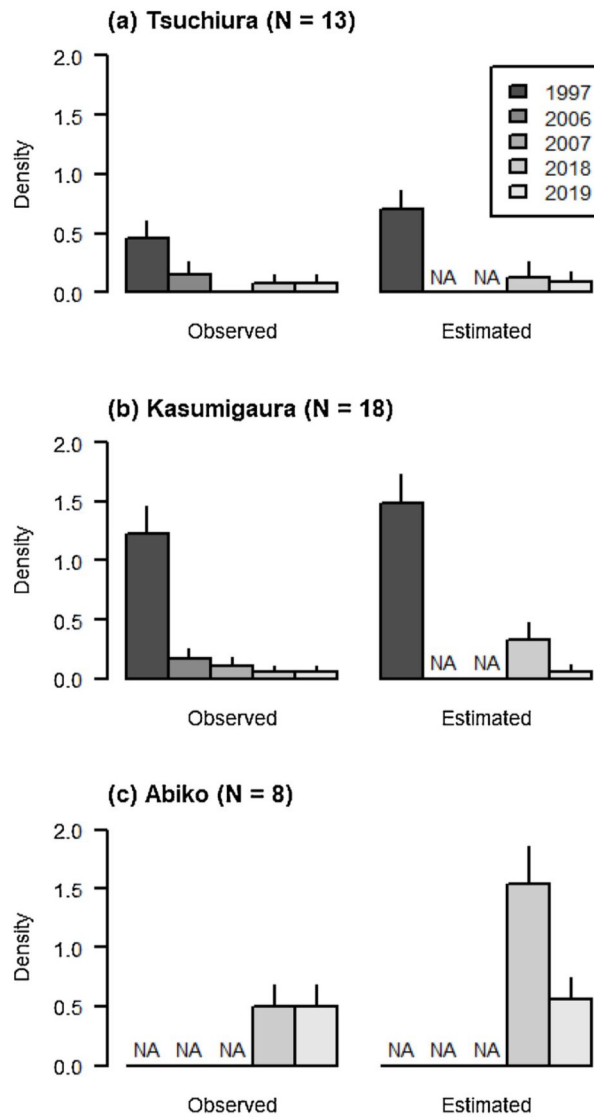 (a) Tsuchiura (N = 13)
2.0
1.5
1.0
0.5
0.0
Density
NA NA
Observed Estimated
1997
2006
2007
2018
2019
(b) Kasumigaura (N = 18)
2.0
1.5
1.0
0.5
0.0
Density
NA NA
Observed Estimated
(c) Abiko (N = 8)
2.0
1.5
1.0
0.5
0.0
Density
NA NA NA NA NA NA
Observed Estimated